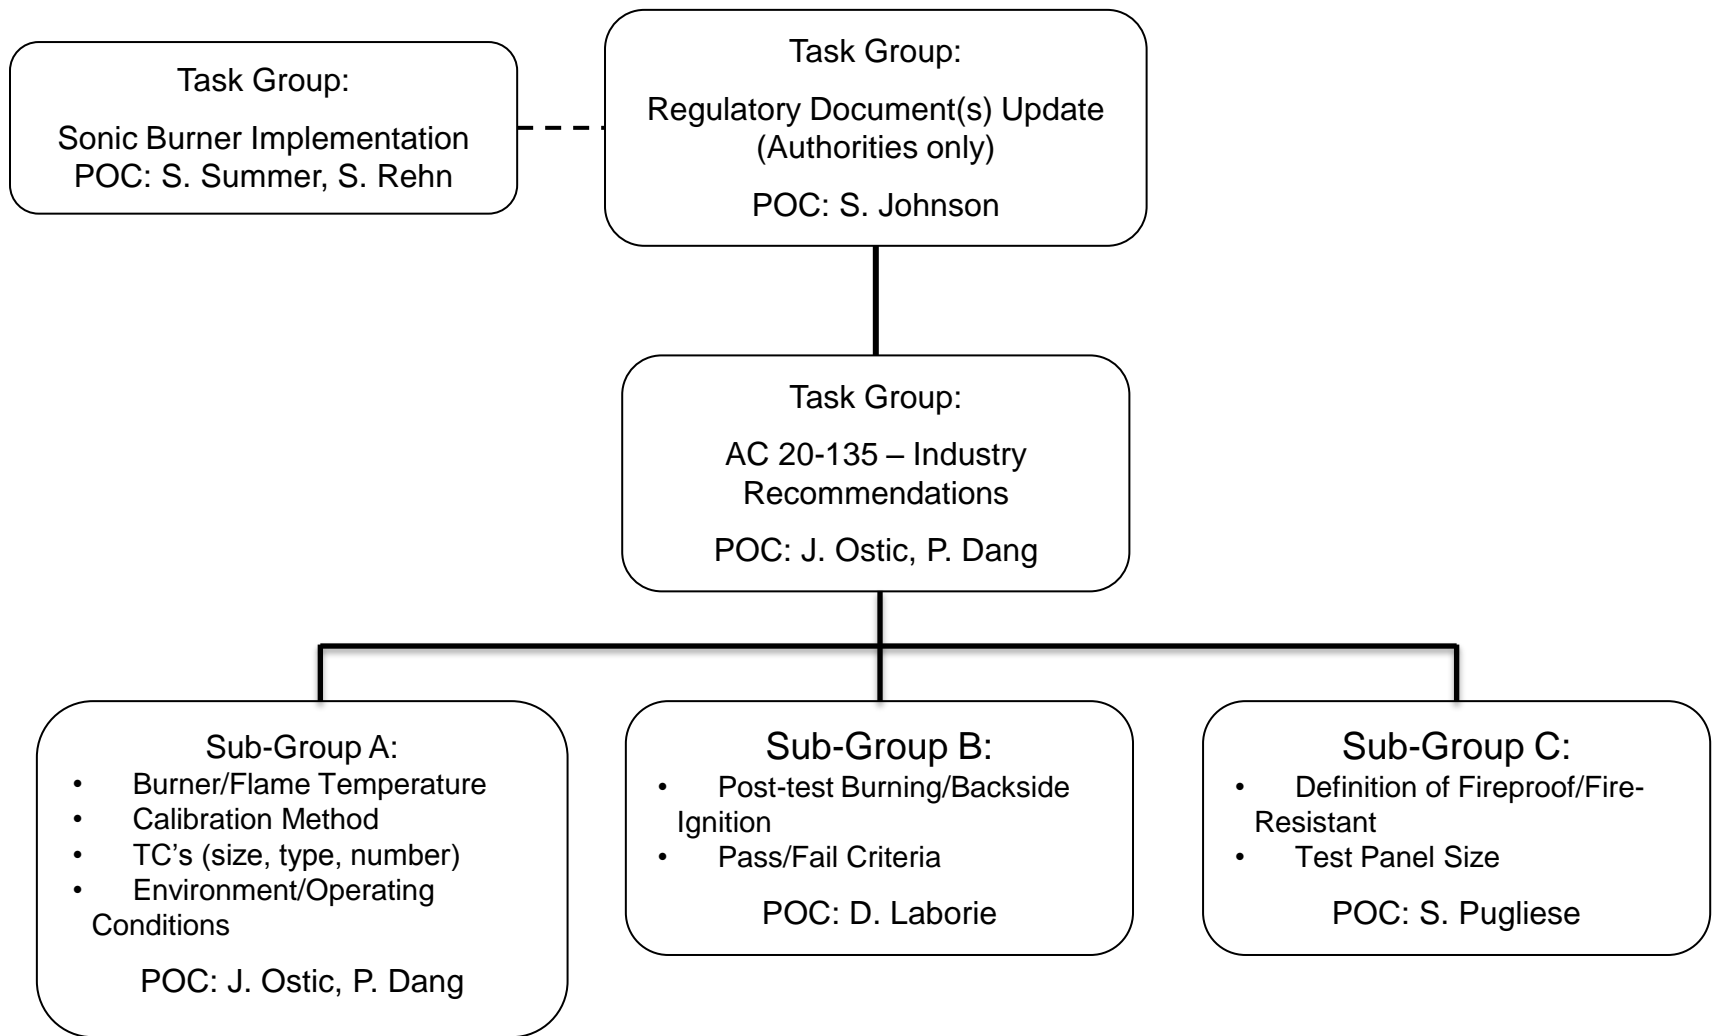 Task Group:
Sonic Burner Implementation
POC: S. Summer, S. Rehn
Task Group:
Regulatory Document(s) Update
(Authorities only)
POC: S. Johnson
Task Group:
AC 20-135 – Industry
Recommendations
POC: J. Ostic, P. Dang
Sub-Group A:
• Burner/Flame Temperature
• Calibration Method
• TC's (size, type, number)
• Environment/Operating
Conditions
POC: J. Ostic, P. Dang
Sub-Group B:
• Post-test Burning/Backside
Ignition
• Pass/Fail Criteria
POC: D. Laborie
Sub-Group C:
• Definition of Fireproof/Fire-
Resistant
• Test Panel Size
POC: S. Pugliese